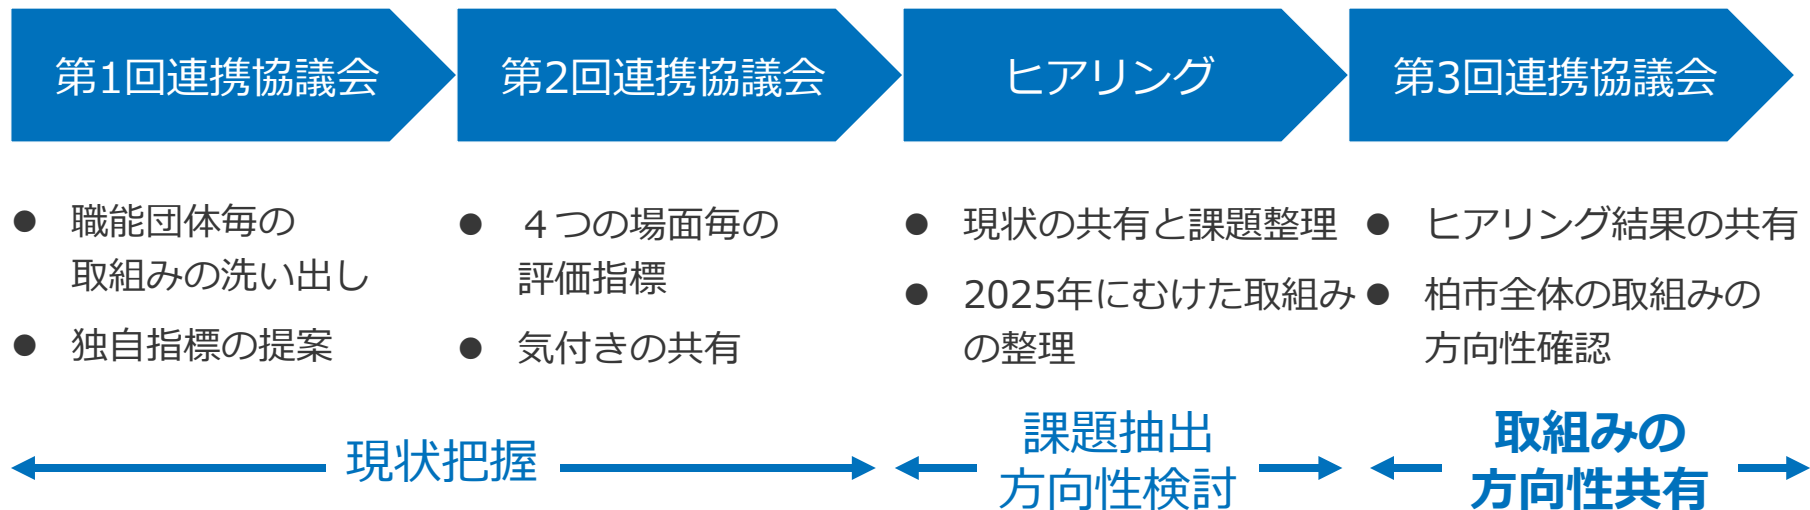 第1回連携協議会
第2回連携協議会
ヒアリング
第3回連携協議会
● 職能団体毎の
取組みの洗い出し
● 独自指標の提案
● ４つの場面毎の
評価指標
● 気付きの共有
● 現状の共有と課題整理
● 2025年にむけた取組み
の整理
● ヒアリング結果の共有
● 柏市全体の取組みの
方向性確認
現状把握
課題抽出
方向性検討
取組みの
方向性共有